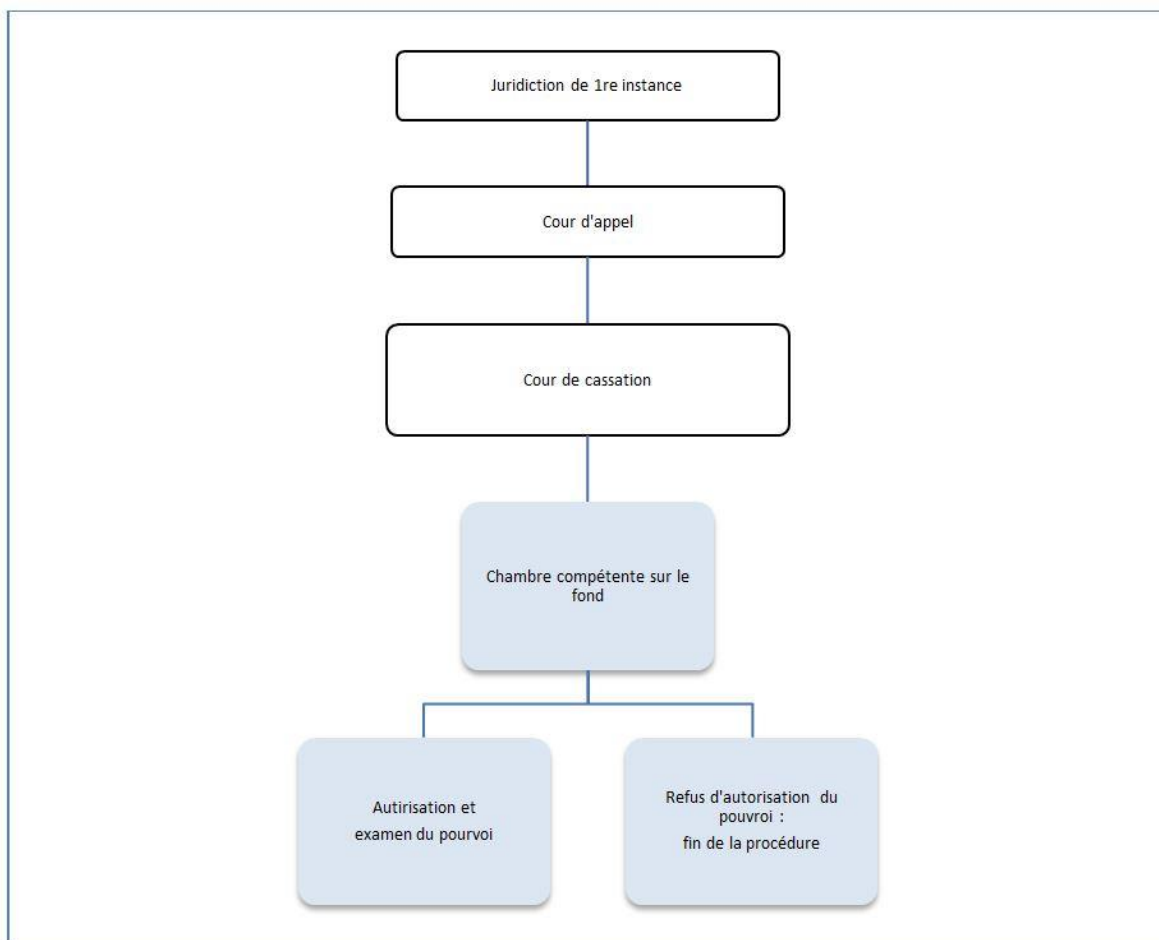 Juridiction de 1re instance
Cour d'appel
Cour de cassation
Chambre compétente sur le
fond
Autirisation et
examen du pourvoi
Refus d'autorisation du
pouvroi :
fin de la procédure